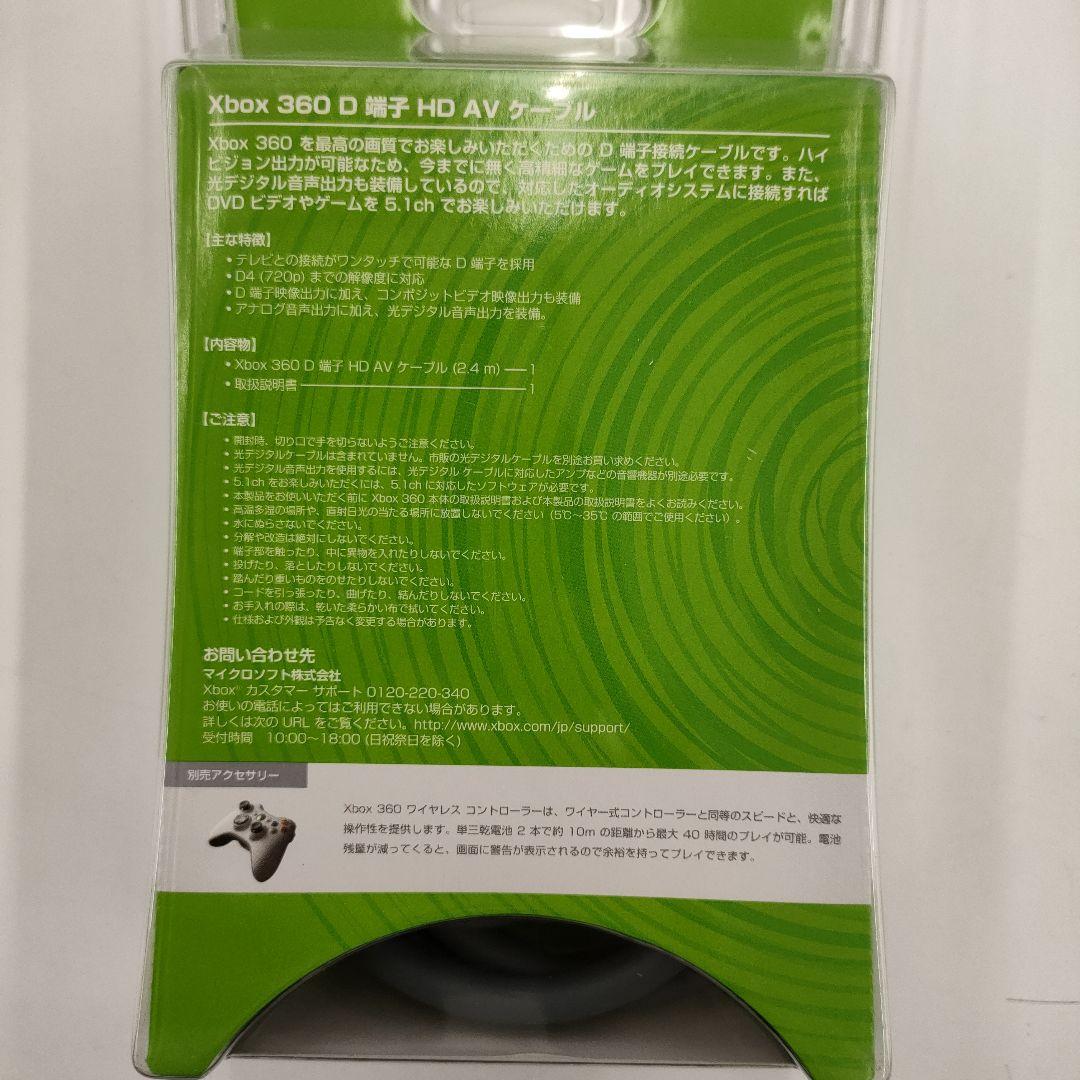 Xbox 360 D 端子 HD AV ケーブル
Xbox 360 を最高の画質でお楽しみいただくための D 端子接続ケーブルです。ハイ
ビジョン出力が可能なため、今までに無く高精細なゲームをプレイできます。また、
光デジタル音声出力も装備しているので、対応したオーディオシステムに接続すれば
DVD ビデオやゲームを 5.1ch でお楽しみいただけます。
【主な特徴】
• テレビとの接続がワンタッチで可能な D 端子を採用
• D4 (720p) までの解像度に対応
• D 端子映像出力に加え、コンポジットビデオ映像出力も装備
• アナログ音声出力に加え、光デジタル音声出力を装備。
【内容物】
• Xbox 360 D 端子 HD AV ケーブル (2.4 m) ── 1
• 取扱説明書 ──────────── 1
【ご注意】
• 開封時、切り口で手を切らないようご注意ください。
• 光デジタルケーブルは含まれていません。市販の光デジタルケーブルを別途お買い求めください。
• 光デジタル音声出力を使用するには、光デジタル ケーブルに対応したアンプなどの音響機器が別途必要です。
• 5.1ch をお楽しみいただくには、5.1ch に対応したソフトウェアが必要です。
• 本製品をお使いいただく前に Xbox 360 本体の取扱説明書および本製品の取扱説明書をよくお読みください。
• 高温多湿の場所や、直射日光の当たる場所に放置しないでください（5℃～35℃ の範囲でご使用ください）。
• 水にぬらさないでください。
• 分解や改造は絶対にしないでください。
• 端子部を触ったり、中に異物を入れたりしないでください。
• 投げたり、落としたりしないでください。
• 踏んだり重いものをのせたりしないでください。
• コードを引っ張ったり、曲げたり、結んだりしないでください。
• お手入れの際は、乾いた柔らかい布で拭いてください。
• 仕様および外観は予告なく変更する場合があります。
お問い合わせ先
マイクロソフト株式会社
Xbox® カスタマー サポート 0120-220-340
お使いの電話によってはご利用できない場合があります。
詳しくは次の URL をご覧ください。http://www.xbox.com/jp/support/
受付時間 10:00～18:00 (日祝祭日を除く)
別売アクセサリー
Xbox 360 ワイヤレス コントローラーは、ワイヤー式コントローラーと同等のスピードと、快適な
操作性を提供します。単三乾電池 2 本で約 10m の距離から最大 40 時間のプレイが可能。電池
残量が減ってくると、画面に警告が表示されるので余裕を持ってプレイできます。